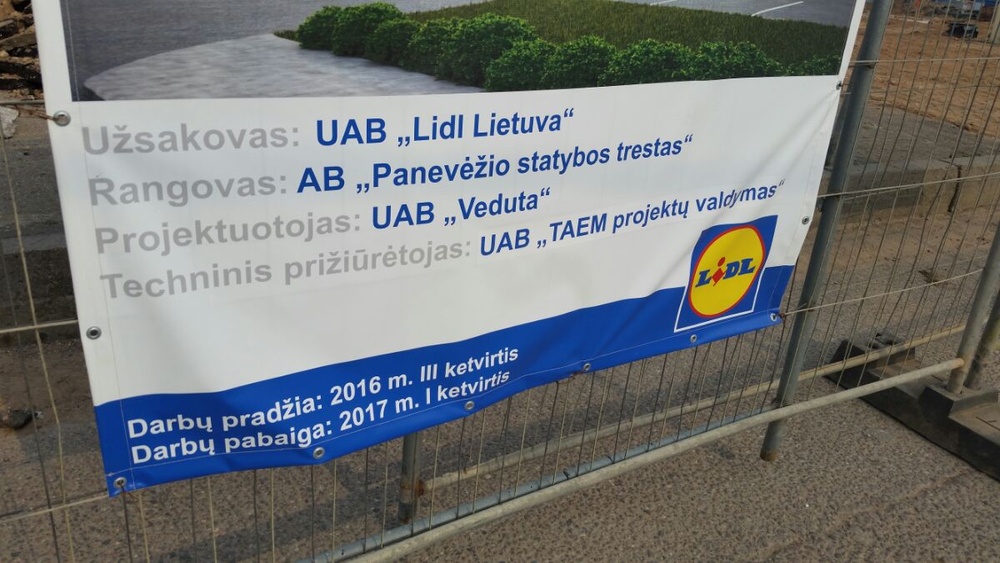 Užsakovas: UAB „Lidl Lietuva“
Rangovas: AB „Panevėžio statybos trestas“
Projektuotojas: UAB „Veduta“
Techninis prižiūrėtojas: UAB „TAEM projektų valdymas“
LIDL
Darbų pradžia: 2016 m. III ketvirtis
Darbų pabaiga: 2017 m. I ketvirtis